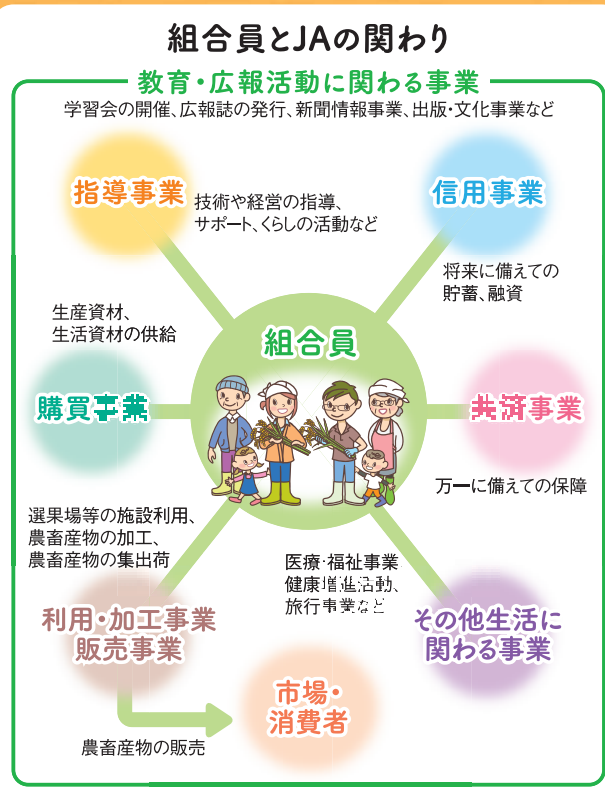 組合員とJAの関わり
教育・広報活動に関わる事業
学習会の開催、広報誌の発行、新聞情報事業、出版・文化事業など
指導事業
技術や経営の指導、
サポート、くらしの活動など
信用事業
将来に備えての
貯蓄、融資
生産資材、
生活資材の供給
組合員
購買事業
共済事業
万一に備えての保障
選果場等の施設利用、
農畜産物の加工、
農畜産物の集出荷
医療・福祉事業
健康増進活動、
旅行事業など
利用・加工事業
販売事業
その他生活に
関わる事業
市場・
消費者
農畜産物の販売